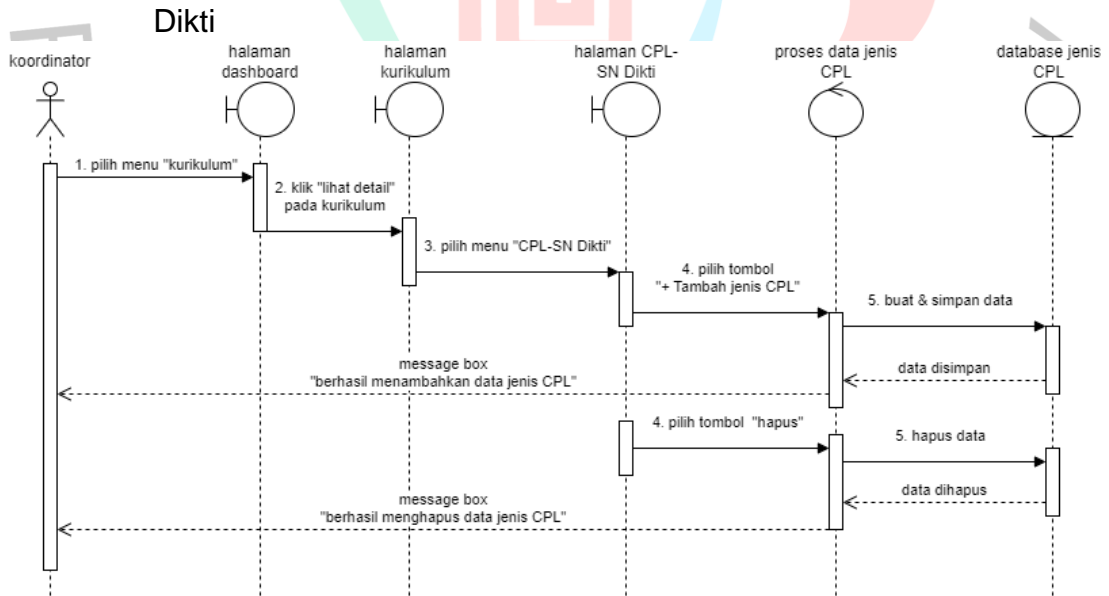 Dikti
koordinator
halaman
dashboard
halaman
kurikulum
halaman CPL-
SN Dikti
proses data jenis
CPL
database jenis
CPL
1. pilih menu "kurikulum"
2. klik "lihat detail"
pada kurikulum
3. pilih menu "CPL-SN Dikti"
4. pilih tombol
"+ Tambah jenis CPL"
5. buat & simpan data
data disimpan
message box
"berhasil menambahkan data jenis CPL"
4. pilih tombol "hapus"
5. hapus data
data dihapus
message box
"berhasil menghapus data jenis CPL"